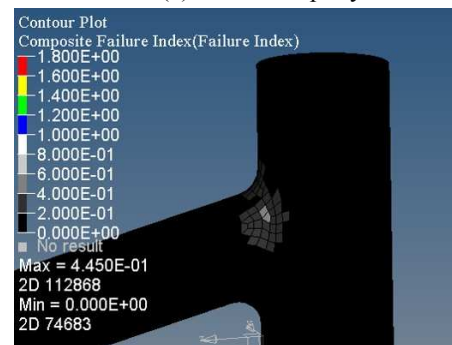 Contour Plot
Composite Failure Index(Failure Index)
1.800E+00
1.600E+00
1.400E+00
1.200E+00
1.000E+00
8.000E-01
6.000E-01
4.000E-01
2.000E-01
0.000E+00
No result
Max = 4.450E-01
2D 112868
Min = 0.000E+00
2D 74683